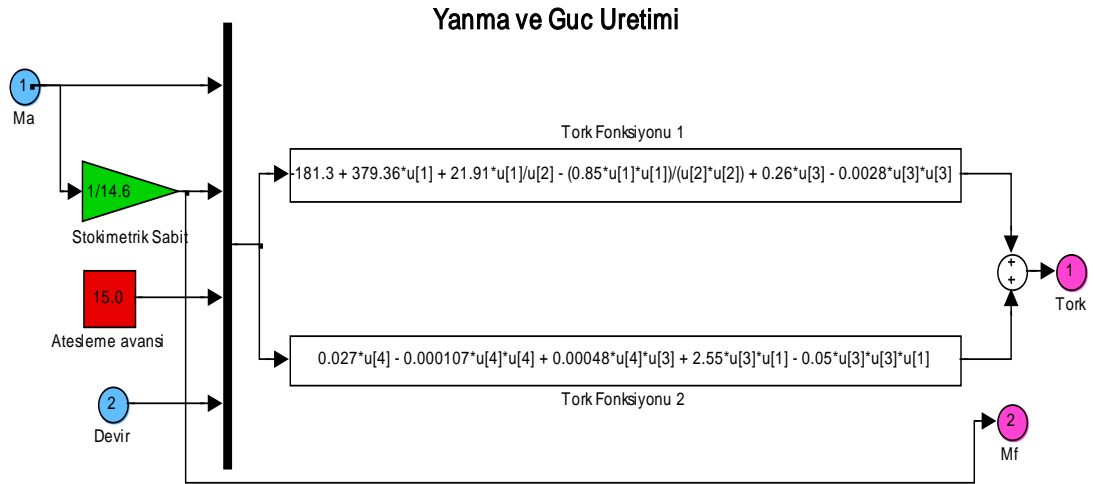 Yanma ve Guc Uretimi
1
Ma
1/14.6
Stokimetrik Sabit
15.0
Atesleme avansi
2
Devir
Tork Fonksiyonu 1
-181.3 + 379.36*u[1] + 21.91*u[1]/u[2] - (0.85*u[1]*u[1])/(u[2]*u[2]) + 0.26*u[3] - 0.0028*u[3]*u[3]
0.027*u[4] - 0.000107*u[4]*u[4] + 0.00048*u[4]*u[3] + 2.55*u[3]*u[1] - 0.05*u[3]*u[3]*u[1]
Tork Fonksiyonu 2
+
+
1
Tork
2
Mf